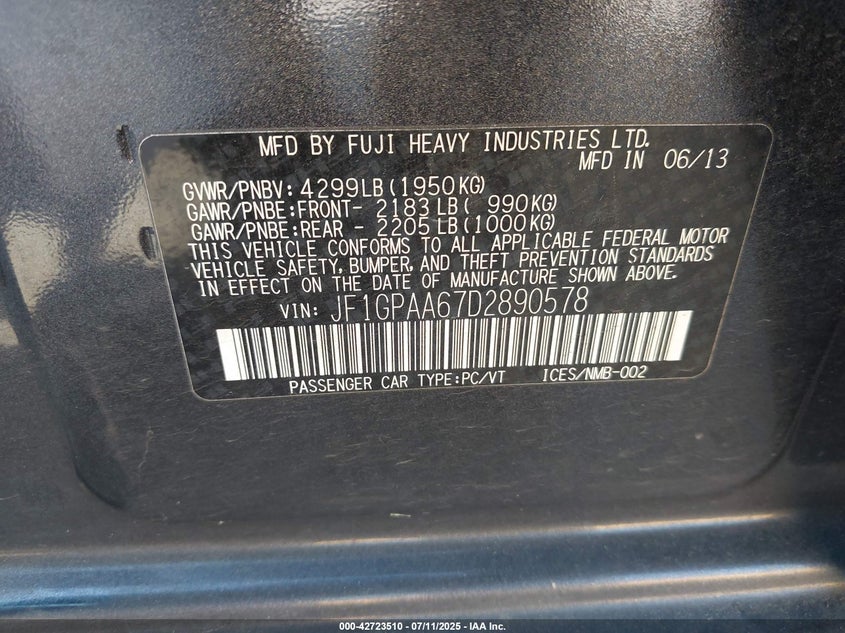 MFD BY FUJI HEAVY INDUSTRIES LTD.
MFD IN 06/13
GVWR/PNBV: 4299LB(1950KG)
GAWR/PNBE:FRONT- 2183LB( 990KG)
GAWR/PNBE:REAR - 2205LB(1000KG)
THIS VEHICLE CONFORMS TO ALL APPLICABLE FEDERAL MOTOR
VEHICLE SAFETY, BUMPER, AND THEFT PREVENTION STANDARDS
IN EFFECT ON THE DATE OF MANUFACTURE SHOWN ABOVE.
VIN: JF1GPAA67D2890578
PASSENGER CAR TYPE:PC/VT ICES/NMB-002
000-42723510 - 07/11/2025 - IAA Inc.